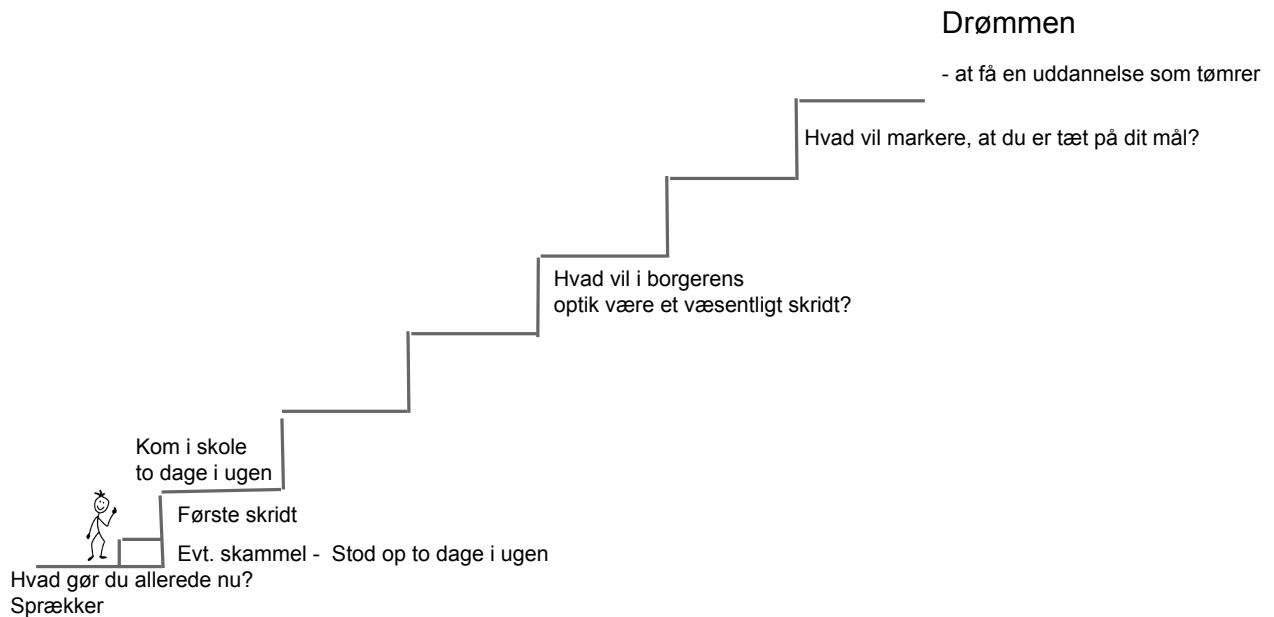 Drømmen
- at få en uddannelse som tømrer
Hvad vil markere, at du er tæt på dit mål?
Hvad vil i borgerens
optik være et væsentligt skridt?
Kom i skole
to dage i ugen
Første skridt
Evt. skammel - Stod op to dage i ugen
Hvad gør du allerede nu?
Sprækker